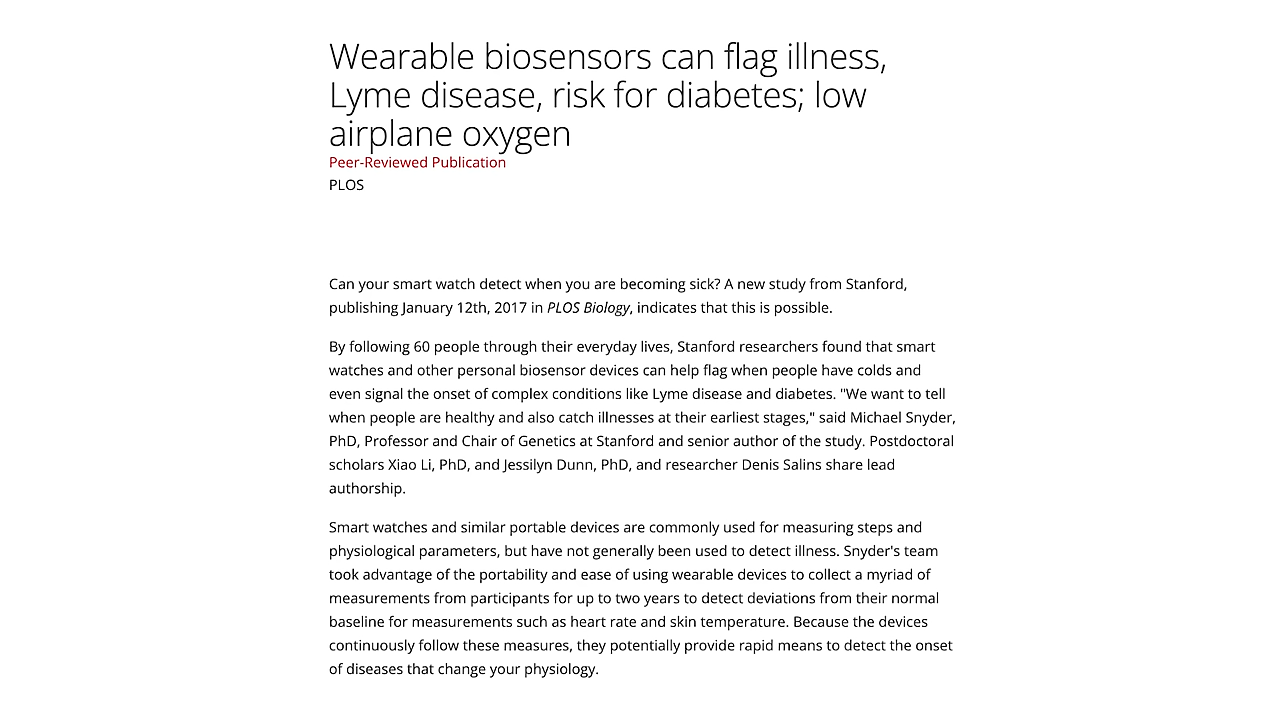 Wearable biosensors can flag illness,
Lyme disease, risk for diabetes; low
airplane oxygen
Peer-Reviewed Publication
PLOS
Can your smart watch detect when you are becoming sick? A new study from Stanford,
publishing January 12th, 2017 in PLOS Biology, indicates that this is possible.
By following 60 people through their everyday lives, Stanford researchers found that smart
watches and other personal biosensor devices can help flag when people have colds and
even signal the onset of complex conditions like Lyme disease and diabetes. "We want to tell
when people are healthy and also catch illnesses at their earliest stages," said Michael Snyder,
PhD, Professor and Chair of Genetics at Stanford and senior author of the study. Postdoctoral
scholars Xiao Li, PhD, and Jessilyn Dunn, PhD, and researcher Denis Salins share lead
authorship.
Smart watches and similar portable devices are commonly used for measuring steps and
physiological parameters, but have not generally been used to detect illness. Snyder's team
took advantage of the portability and ease of using wearable devices to collect a myriad of
measurements from participants for up to two years to detect deviations from their normal
baseline for measurements such as heart rate and skin temperature. Because the devices
continuously follow these measures, they potentially provide rapid means to detect the onset
of diseases that change your physiology.